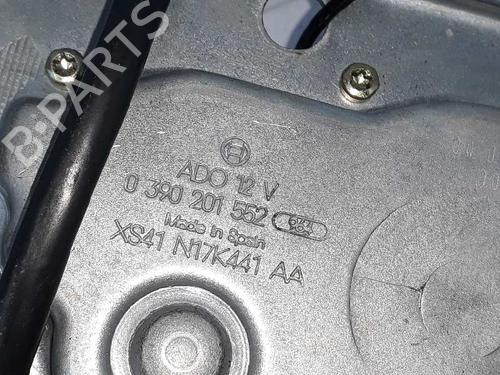 B-PARTS
ADO 12 V
0 390 201 552
Made in Spain
XS41 N17K441 AA